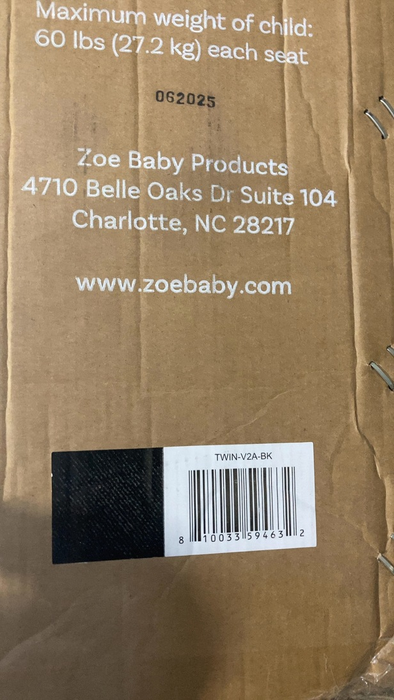 Maximum weight of child:
60 lbs (27.2 kg) each seat
062025
Zoe Baby Products
4710 Belle Oaks Dr Suite 104
Charlotte, NC 28217
www.zoebaby.com
TWIN-V2A-BK
8 10033 59463 2